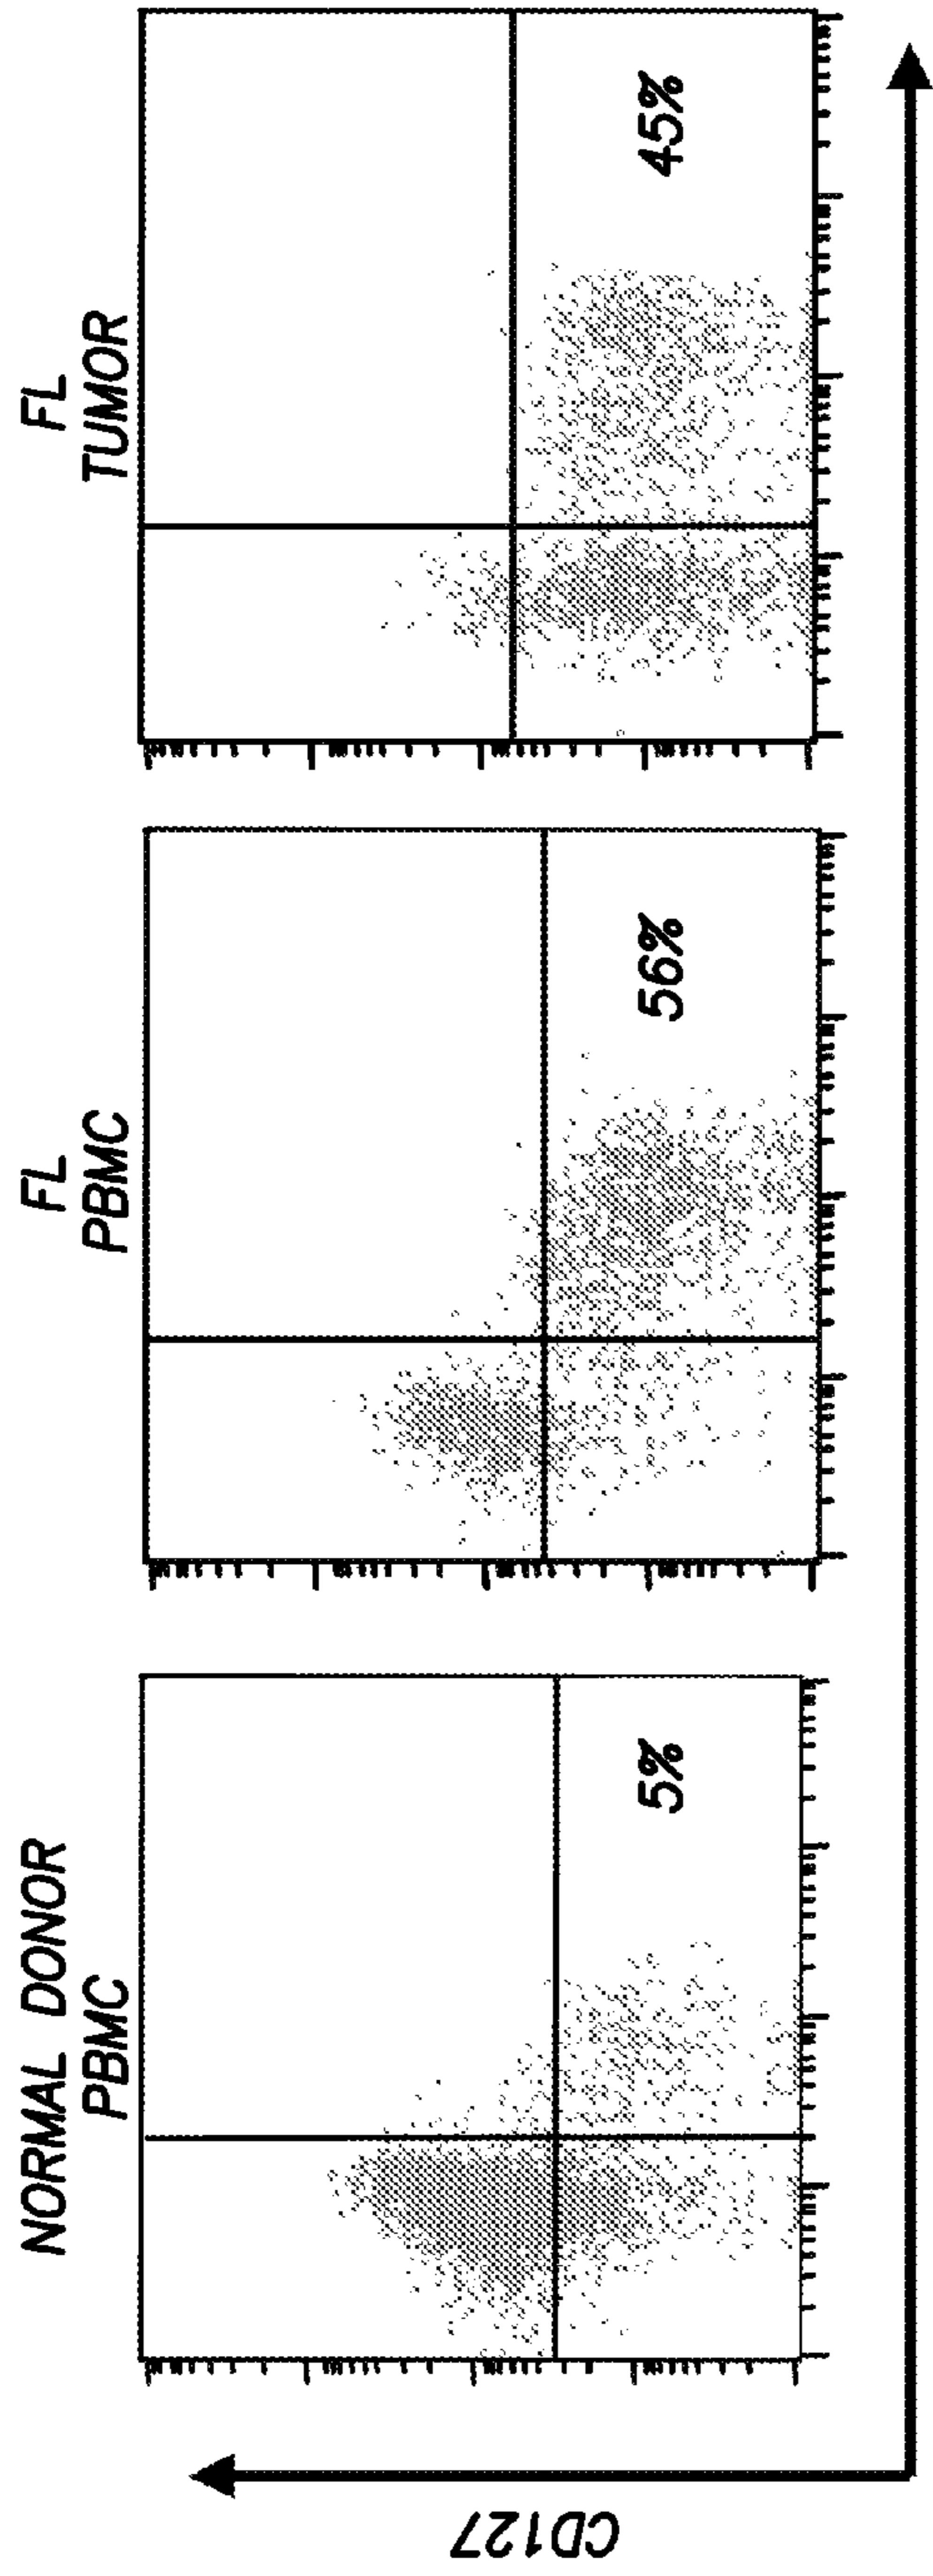 NORMAL DONOR
PBMC
FL
PBMC
FL
TUMOR
5%
56%
45%
CD127